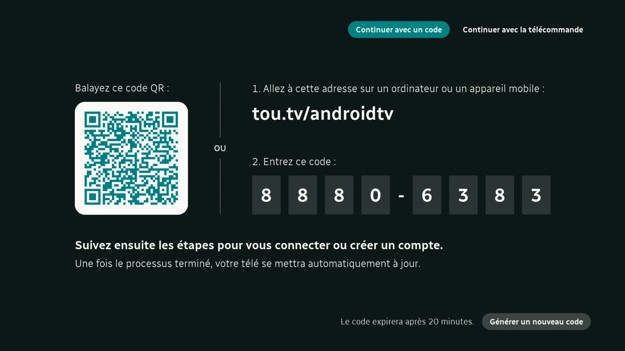 Continuer avec un code
Continuer avec la télécommande
Balayez ce code QR :
OU
1. Allez à cette adresse sur un ordinateur ou un appareil mobile :
tou.tv/androidtv
2. Entrez ce code :
8 8 8 0 - 6 3 8 3
Suivez ensuite les étapes pour vous connecter ou créer un compte.
Une fois le processus terminé, votre télé se mettra automatiquement à jour.
Le code expirera après 20 minutes.
Générer un nouveau code